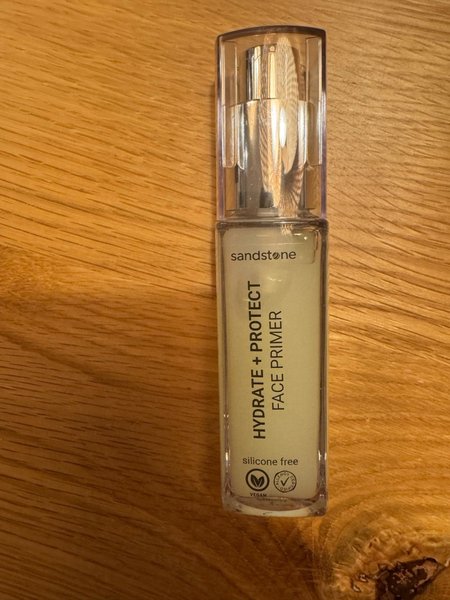 sandstone
HYDRATE + PROTECT
FACE PRIMER
silicone free
VEGAN